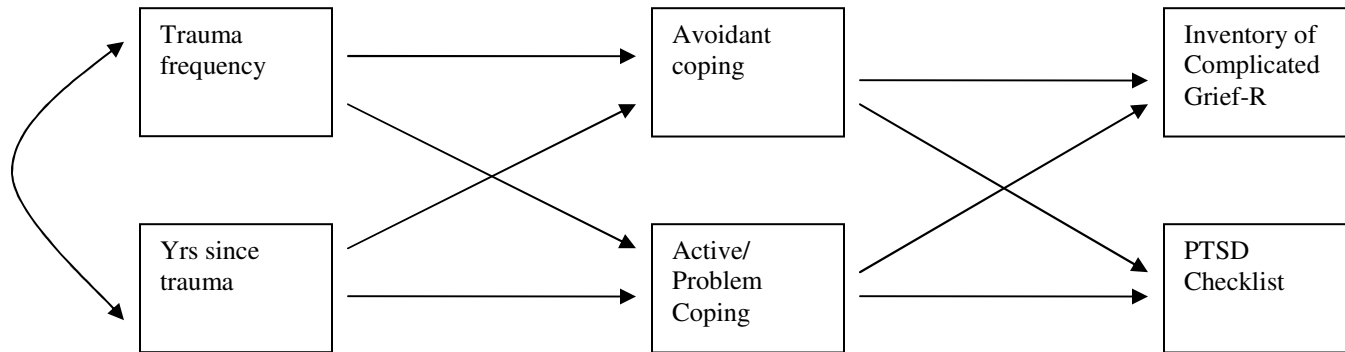 Trauma
frequency
Avoidant
coping
Inventory of
Complicated
Grief-R
Yrs since
trauma
Active/
Problem
Coping
PTSD
Checklist